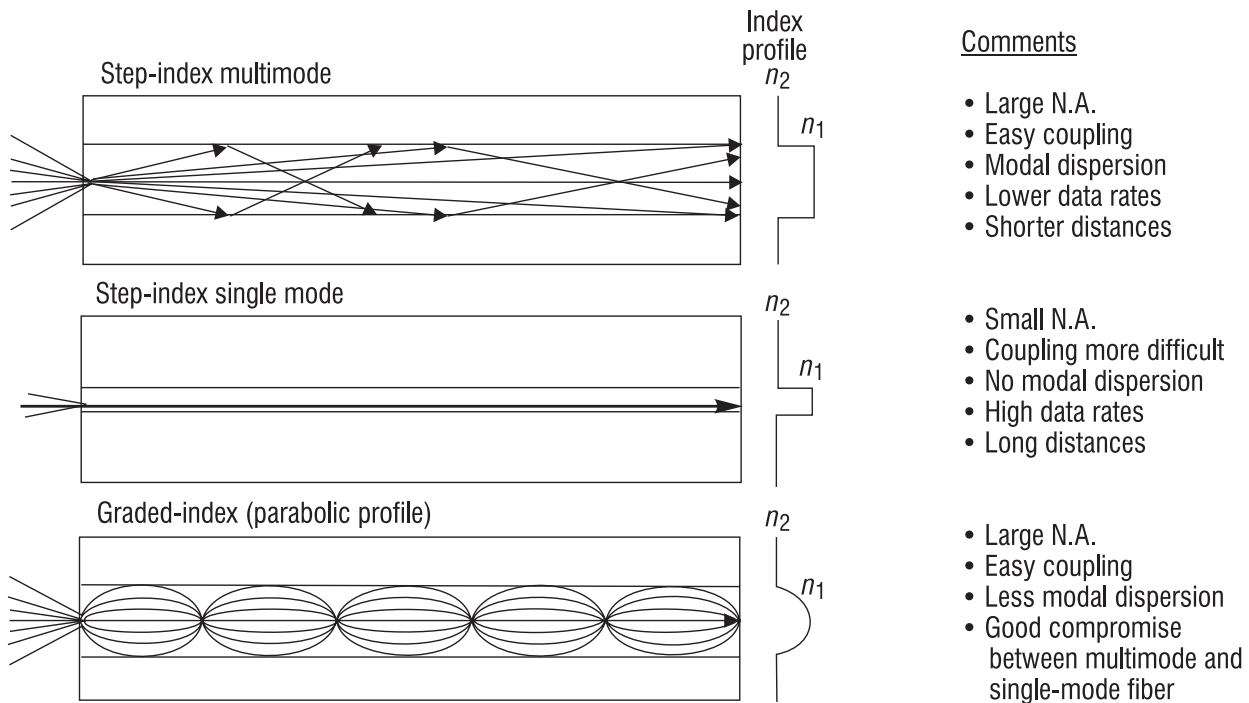 Index
profile
Comments
Step-index multimode
n2
n1
• Large N.A.
• Easy coupling
• Modal dispersion
• Lower data rates
• Shorter distances
Step-index single mode
n2
n1
• Small N.A.
• Coupling more difficult
• No modal dispersion
• High data rates
• Long distances
Graded-index (parabolic profile)
n2
n1
• Large N.A.
• Easy coupling
• Less modal dispersion
• Good compromise
between multimode and
single-mode fiber